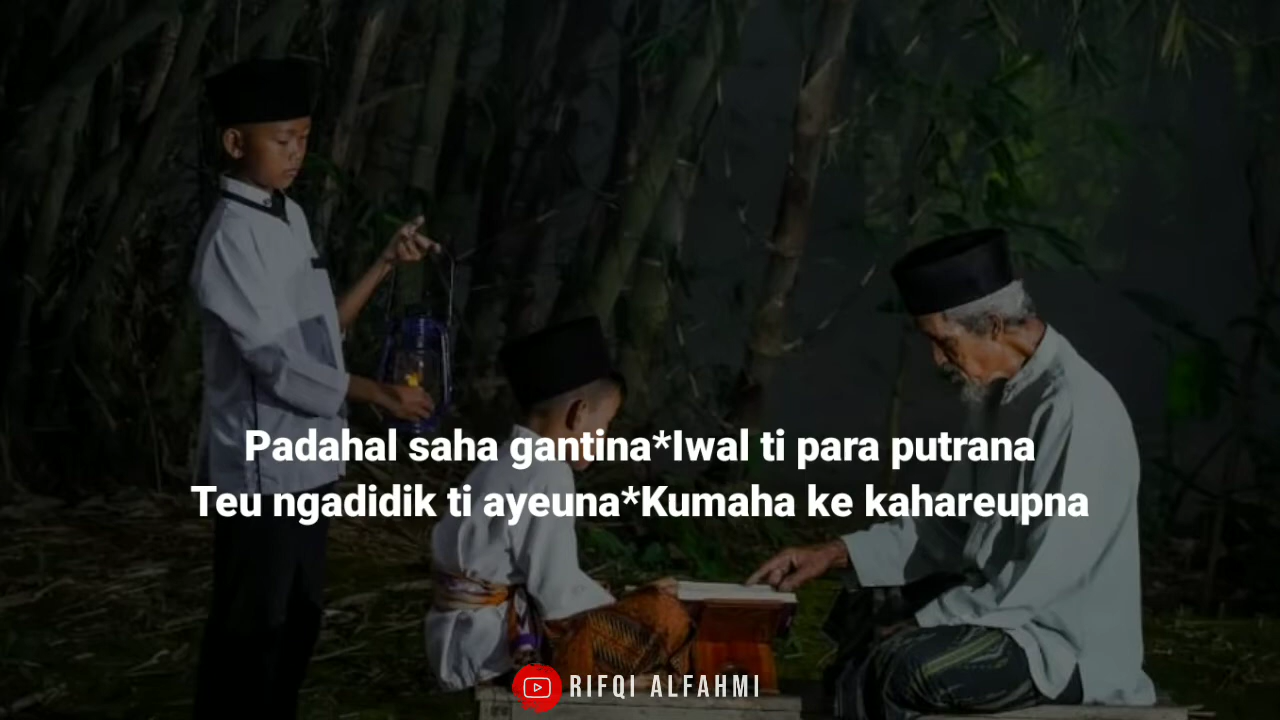 Padahal saha gantina*Iwal ti para putrana
Teu ngadidik ti ayeuna*Kumaha ke kahareupna
RIFQI ALFAHMI